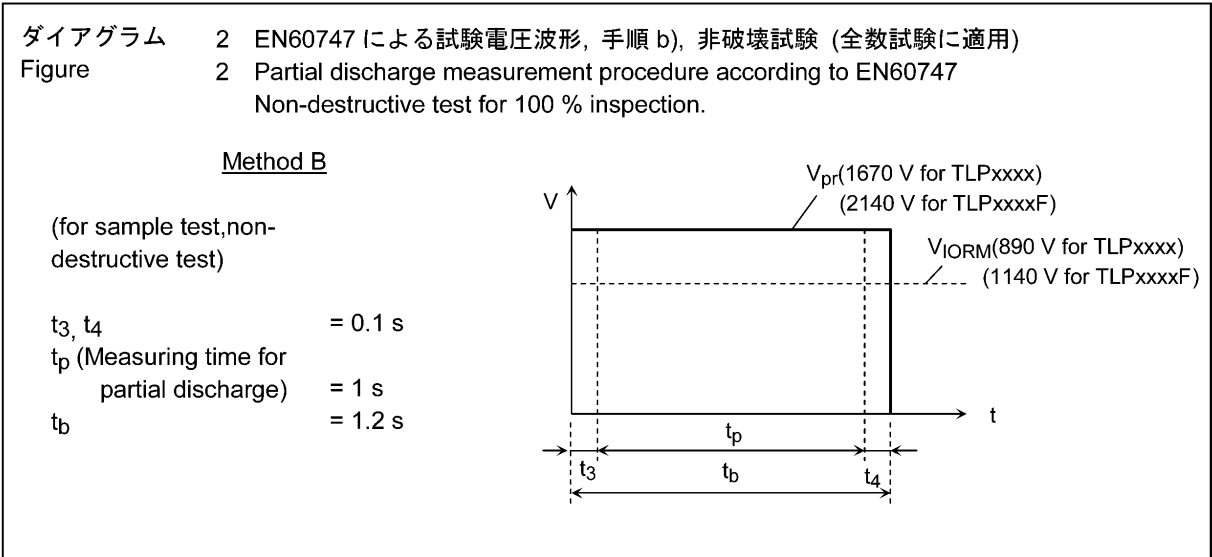 ダイアグラム 2 EN60747 による試験電圧波形, 手順 b), 非破壊試験 (全数試験に適用)
Figure 2 Partial discharge measurement procedure according to EN60747
Non-destructive test for 100 % inspection.
Method B
(for sample test,non-
destructive test)
t3, t4 = 0.1 s
tp (Measuring time for
partial discharge) = 1 s
tb = 1.2 s
V
Vpr(1670 V for TLPxxxx)
(2140 V for TLPxxxxF)
VIORM(890 V for TLPxxxx)
(1140 V for TLPxxxxF)
t
tp
t3 tb t4